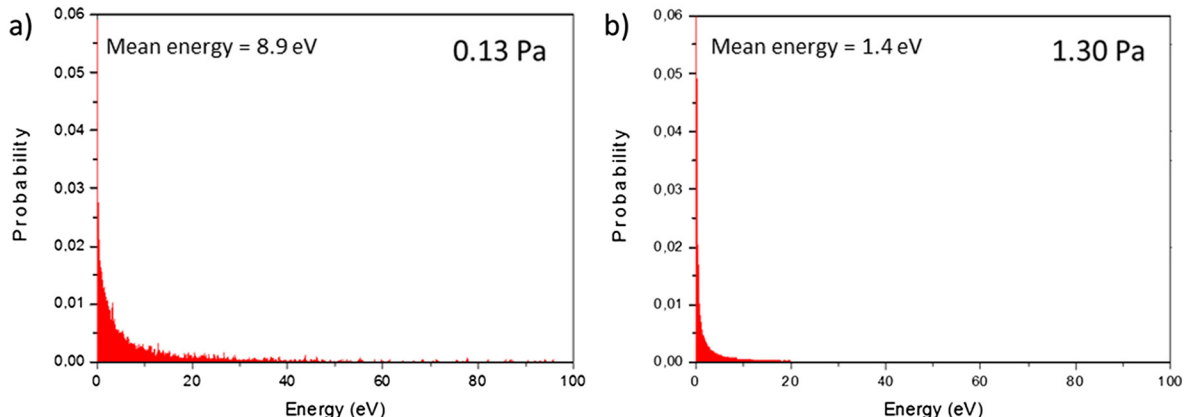 a)
Mean energy = 8.9 eV
0.13 Pa
0.06
0.05
0.04
0.03
0.02
0.01
0.00
Probability
0 20 40 60 80 100
Energy (eV)
b)
Mean energy = 1.4 eV
1.30 Pa
0,06
0,05
0,04
0,03
0,02
0,01
0,00
Probability
0 20 40 60 80 100
Energy (eV)